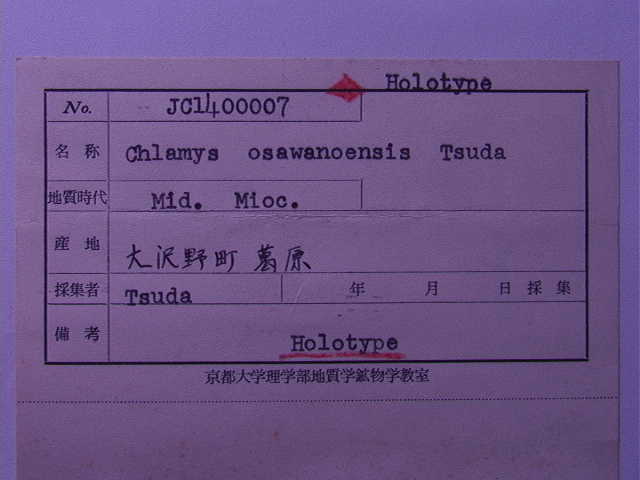 Holotype
No. JC1400007
名称 Chlamys osawanoensis Tsuda
地質時代 Mid. Mioc.
産地 大沢野町 葛原
採集者 Tsuda 年 月 日 採集
備考 Holotype
京都大学理学部地質学鉱物学教室